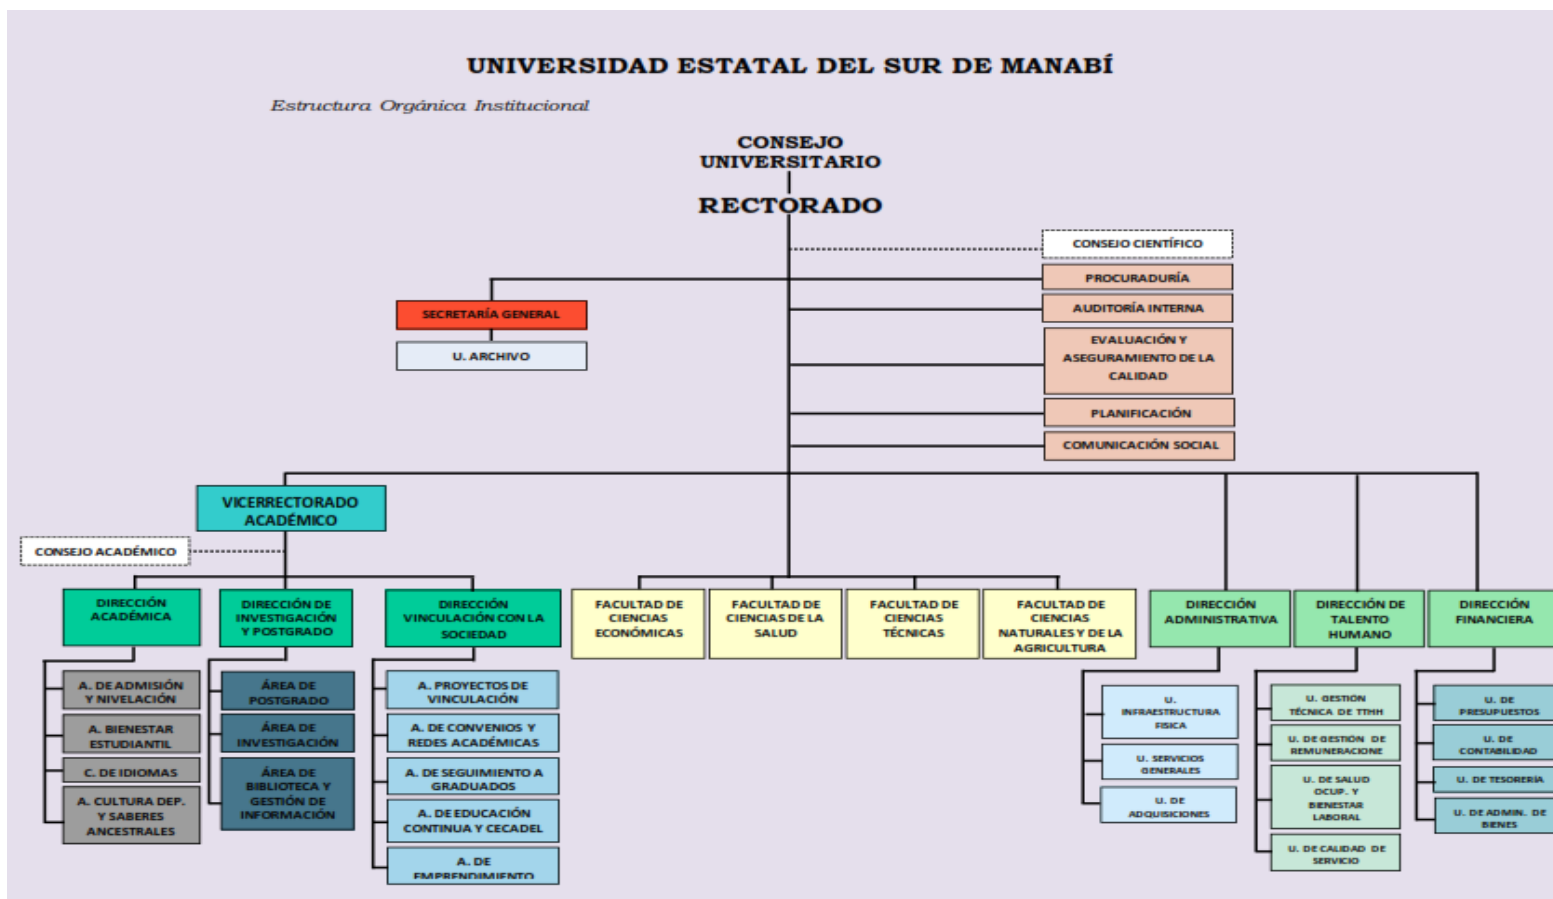 UNIVERSIDAD ESTATAL DEL SUR DE MANABÍ
Estructura Orgánica Institucional
CONSEJO
UNIVERSITARIO
RECTORADO
CONSEJO CIENTÍFICO
PROCURADURÍA
SECRETARÍA GENERAL
AUDITORÍA INTERNA
U. ARCHIVO
EVALUACIÓN Y
ASEGURAMIENTO DE LA
CALIDAD
PLANIFICACIÓN
COMUNICACIÓN SOCIAL
VICERRECTORADO
ACADÉMICO
CONSEJO ACADÉMICO
DIRECCIÓN
ACADÉMICA
DIRECCIÓN DE
INVESTIGACIÓN
Y POSTGRADO
DIRECCIÓN
VINCULACIÓN CON LA
SOCIEDAD
FACULTAD DE
CIENCIAS
ECONÓMICAS
FACULTAD DE
CIENCIAS DE LA
SALUD
FACULTAD DE
CIENCIAS
TÉCNICAS
FACULTAD DE
CIENCIAS
NATURALES Y DE LA
AGRICULTURA
DIRECCIÓN
ADMINISTRATIVA
DIRECCIÓN DE
TALENTO
HUMANO
DIRECCIÓN
FINANCIERA
A. DE ADMISIÓN
Y NIVELACIÓN
A. BIENESTAR
ESTUDIANTIL
C. DE IDIOMAS
A. CULTURA DEP.
Y SABERES
ANCESTRALES
ÁREA DE
POSTGRADO
ÁREA DE
INVESTIGACIÓN
ÁREA DE
BIBLIOTECA Y
GESTIÓN DE
INFORMACIÓN
A. PROYECTOS DE
VINCULACIÓN
A. DE CONVENIOS Y
REDES ACADÉMICAS
A. DE SEGUIMIENTO A
GRADUADOS
A. DE EDUCACIÓN
CONTINUA Y CECADEL
A. DE
EMPRENDIMIENTO
U.
INFRAESTRUCTURA
FISICA
U. SERVICIOS
GENERALES
U. DE
ADQUISICIONES
U. GESTIÓN
TÉCNICA DE TTHH
U. DE GESTIÓN DE
REMUNERACIONE
U. DE SALUD
OCUP. Y
BIENESTAR
LABORAL
U. DE CALIDAD DE
SERVICIO
U. DE
PRESUPUESTOS
U. DE
CONTABILIDAD
U. DE TESORERÍA
U. DE ADMIN. DE
BIENES